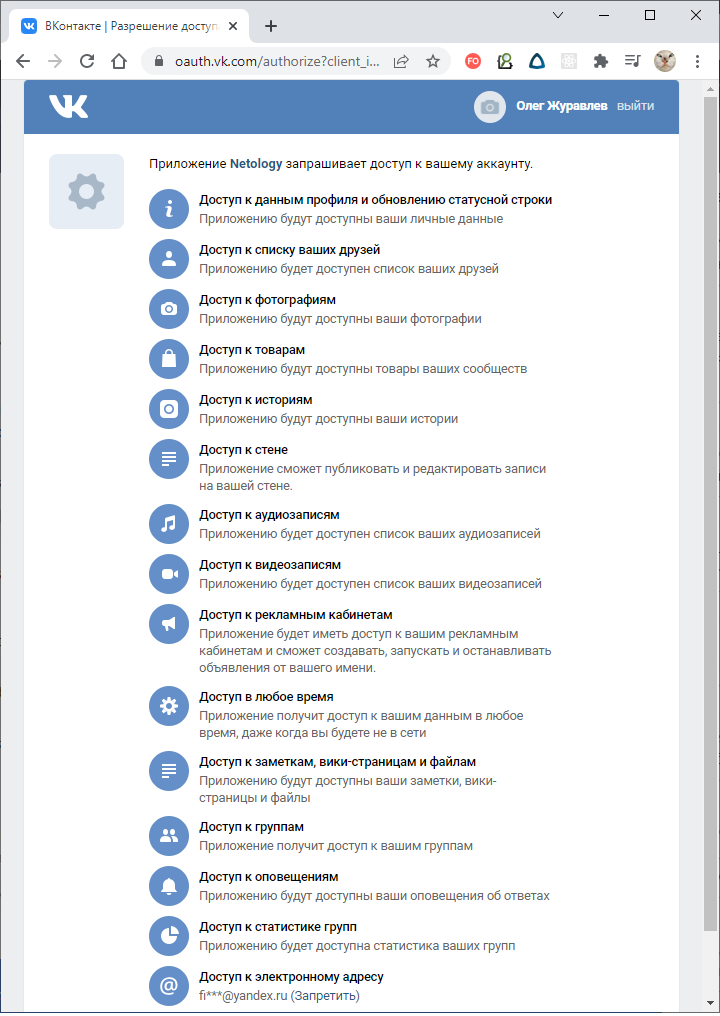 ВКонтакте | Разрешение доступа
oauth.vk.com/authorize?client_i...
FO
Олег Журавлев выйти
Приложение Netology запрашивает доступ к вашему аккаунту.
Доступ к данным профиля и обновлению статусной строки
Приложению будут доступны ваши личные данные
Доступ к списку ваших друзей
Приложению будет доступен список ваших друзей
Доступ к фотографиям
Приложению будут доступны ваши фотографии
Доступ к товарам
Приложению будут доступны товары ваших сообществ
Доступ к историям
Приложению будут доступны ваши истории
Доступ к стене
Приложение сможет публиковать и редактировать записи
на вашей стене.
Доступ к аудиозаписям
Приложению будет доступен список ваших аудиозаписей
Доступ к видеозаписям
Приложению будет доступен список ваших видеозаписей
Доступ к рекламным кабинетам
Приложение будет иметь доступ к вашим рекламным
кабинетам и сможет создавать, запускать и останавливать
объявления от вашего имени.
Доступ в любое время
Приложение получит доступ к вашим данным в любое
время, даже когда вы будете не в сети
Доступ к заметкам, вики-страницам и файлам
Приложению будут доступны ваши заметки, вики-
страницы и файлы
Доступ к группам
Приложение получит доступ к вашим группам
Доступ к оповещениям
Приложению будут доступны ваши оповещения об ответах
Доступ к статистике групп
Приложению будет доступна статистика ваших групп
Доступ к электронному адресу
fi***@yandex.ru (Запретить)